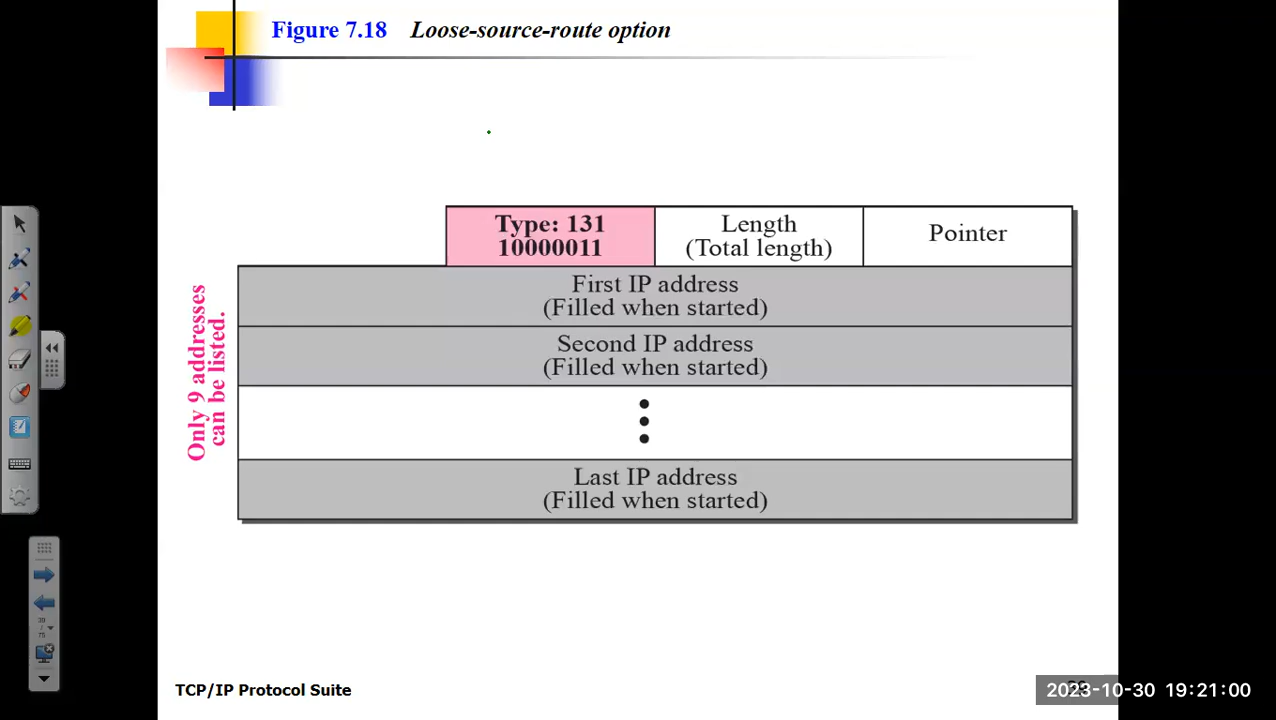 Figure 7.18 Loose-source-route option
Type: 131
10000011
Length
(Total length)
Pointer
Only 9 addresses
can be listed.
First IP address
(Filled when started)
Second IP address
(Filled when started)
Last IP address
(Filled when started)
TCP/IP Protocol Suite
2023-10-30 19:21:00